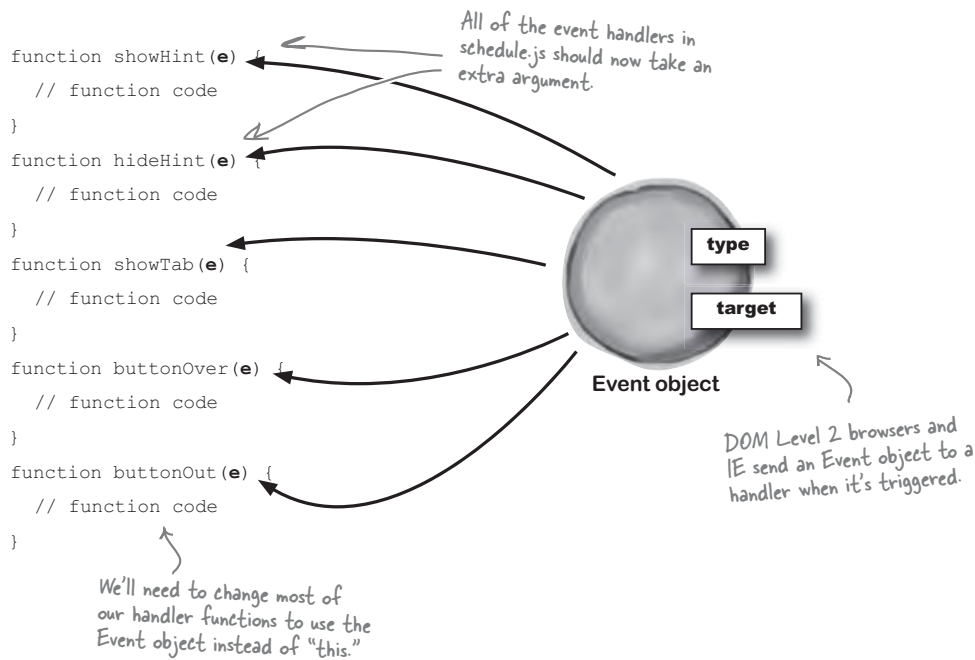 All of the event handlers in
schedule.js should now take an
extra argument.
function showHint(e) {
// function code
}
function hideHint(e) {
// function code
}
function showTab(e) {
// function code
}
function buttonOver(e) {
// function code
}
function buttonOut(e) {
// function code
}
type
target
Event object
DOM Level 2 browsers and
IE send an Event object to a
handler when it's triggered.
We'll need to change most of
our handler functions to use the
Event object instead of "this."